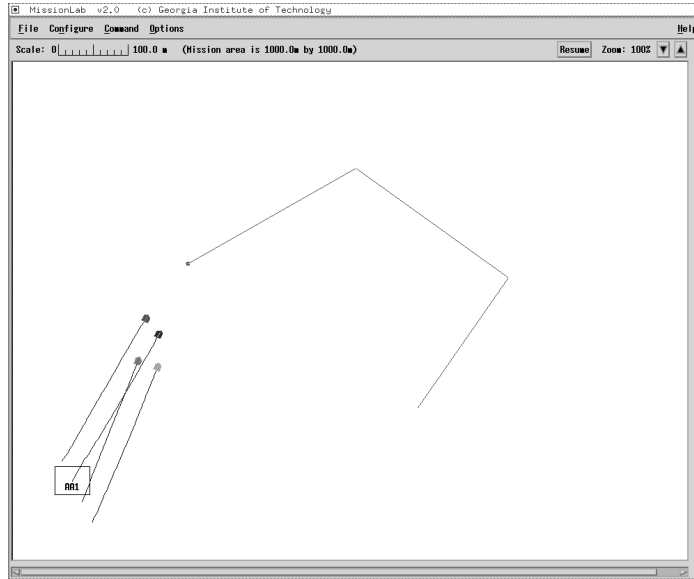 MissionLab v2.0 (c) Georgia Institute of Technology
File Configure Command Options Help
Scale: 0 100.0 m (Mission area is 1000.0m by 1000.0m) Resume Zoom: 100%
AA1